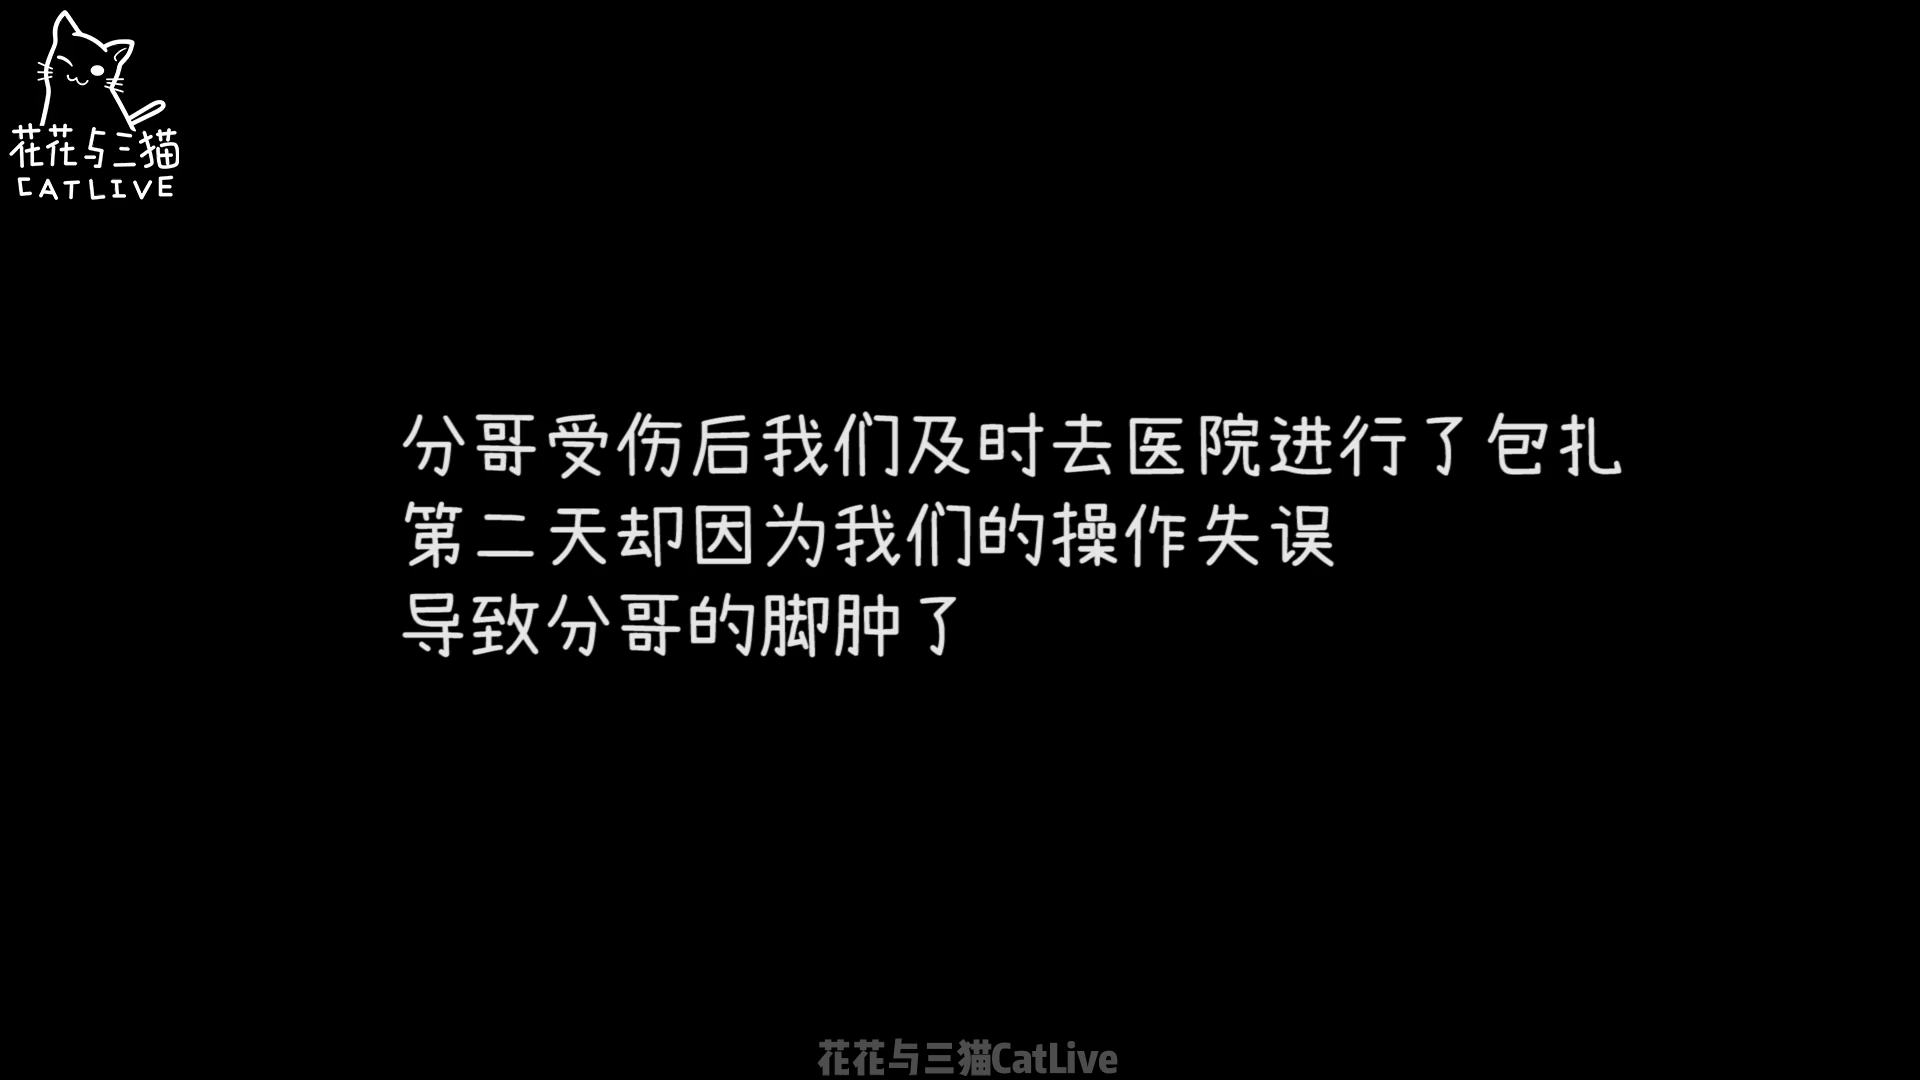 花花与三猫
CATLIVE
分哥受伤后我们及时去医院进行了包扎
第二天却因为我们的操作失误
导致分哥的脚肿了
花花与三猫CatLive